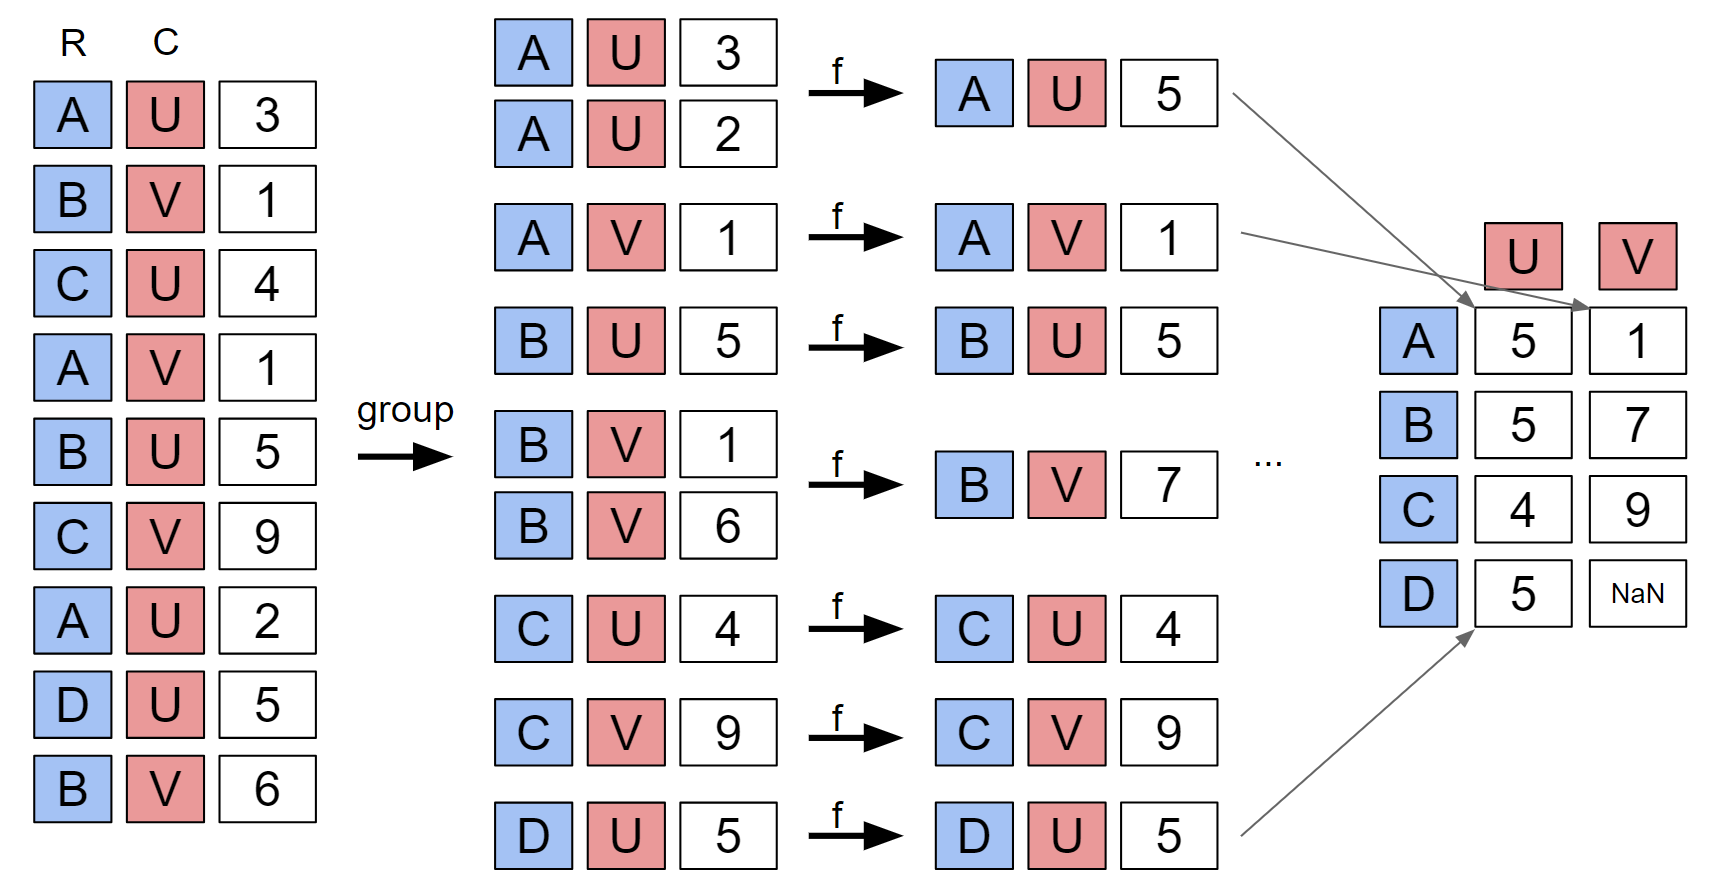 R C
A U 3
B V 1
C U 4
A V 1
B U 5
C V 9
A U 2
D U 5
B V 6
group
A U 3
A U 2
A V 1
B U 5
B V 1
B V 6
C U 4
C V 9
D U 5
f
f
f
f
f
f
f
A U 5
A V 1
B U 5
B V 7
C U 4
C V 9
D U 5
...
U V
A 5 1
B 5 7
C 4 9
D 5 NaN